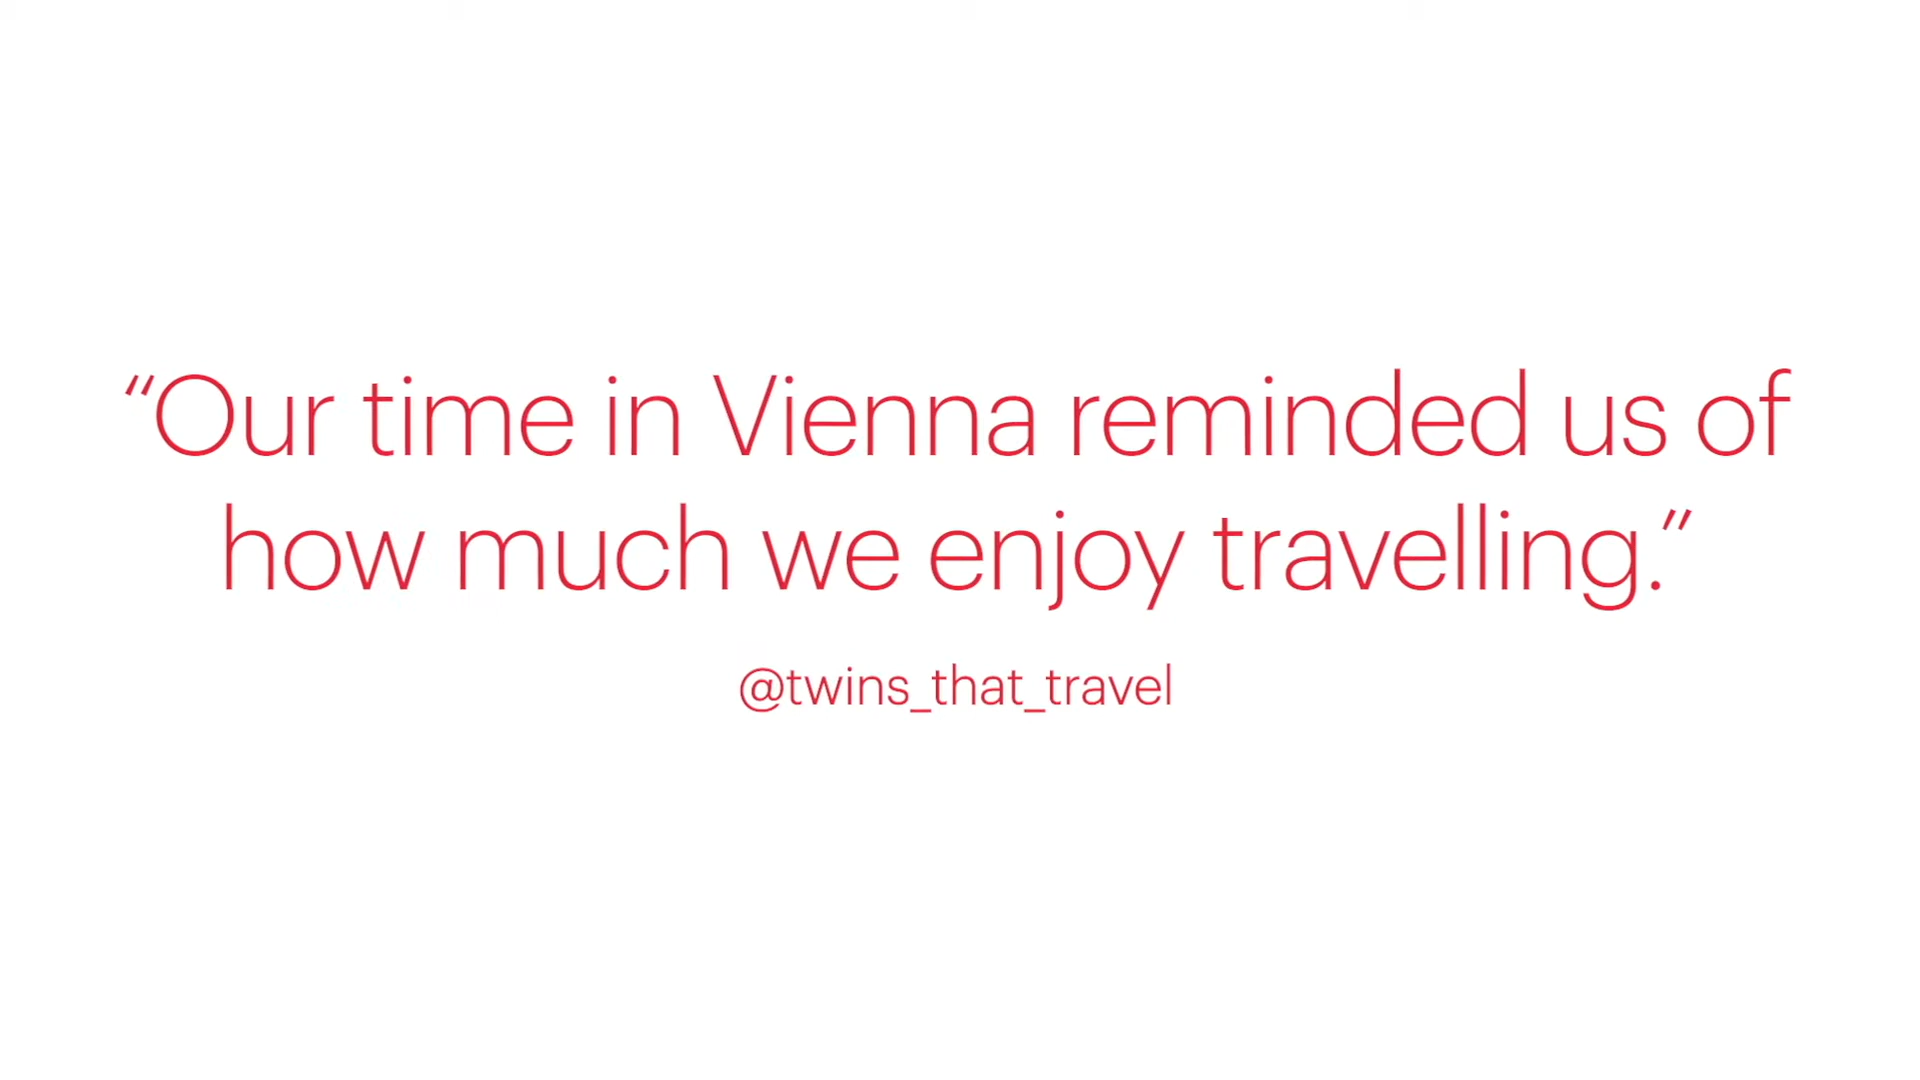 “Our time in Vienna reminded us of
how much we enjoy travelling.”
@twins_that_travel